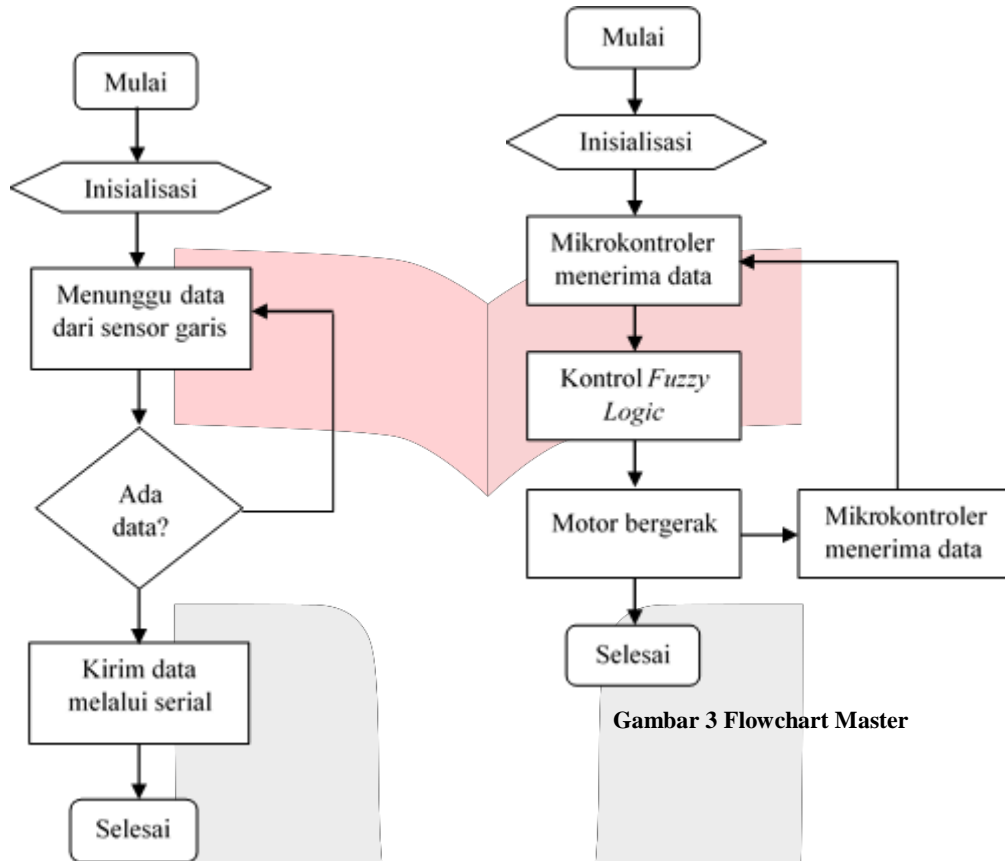 Mulai
Inisialisasi
Menunggu data
dari sensor garis
Ada
data?
Kirim data
melalui serial
Selesai
Mulai
Inisialisasi
Mikrokontroler
menerima data
Kontrol Fuzzy
Logic
Motor bergerak
Mikrokontroler
menerima data
Selesai
Gambar 3 Flowchart Master